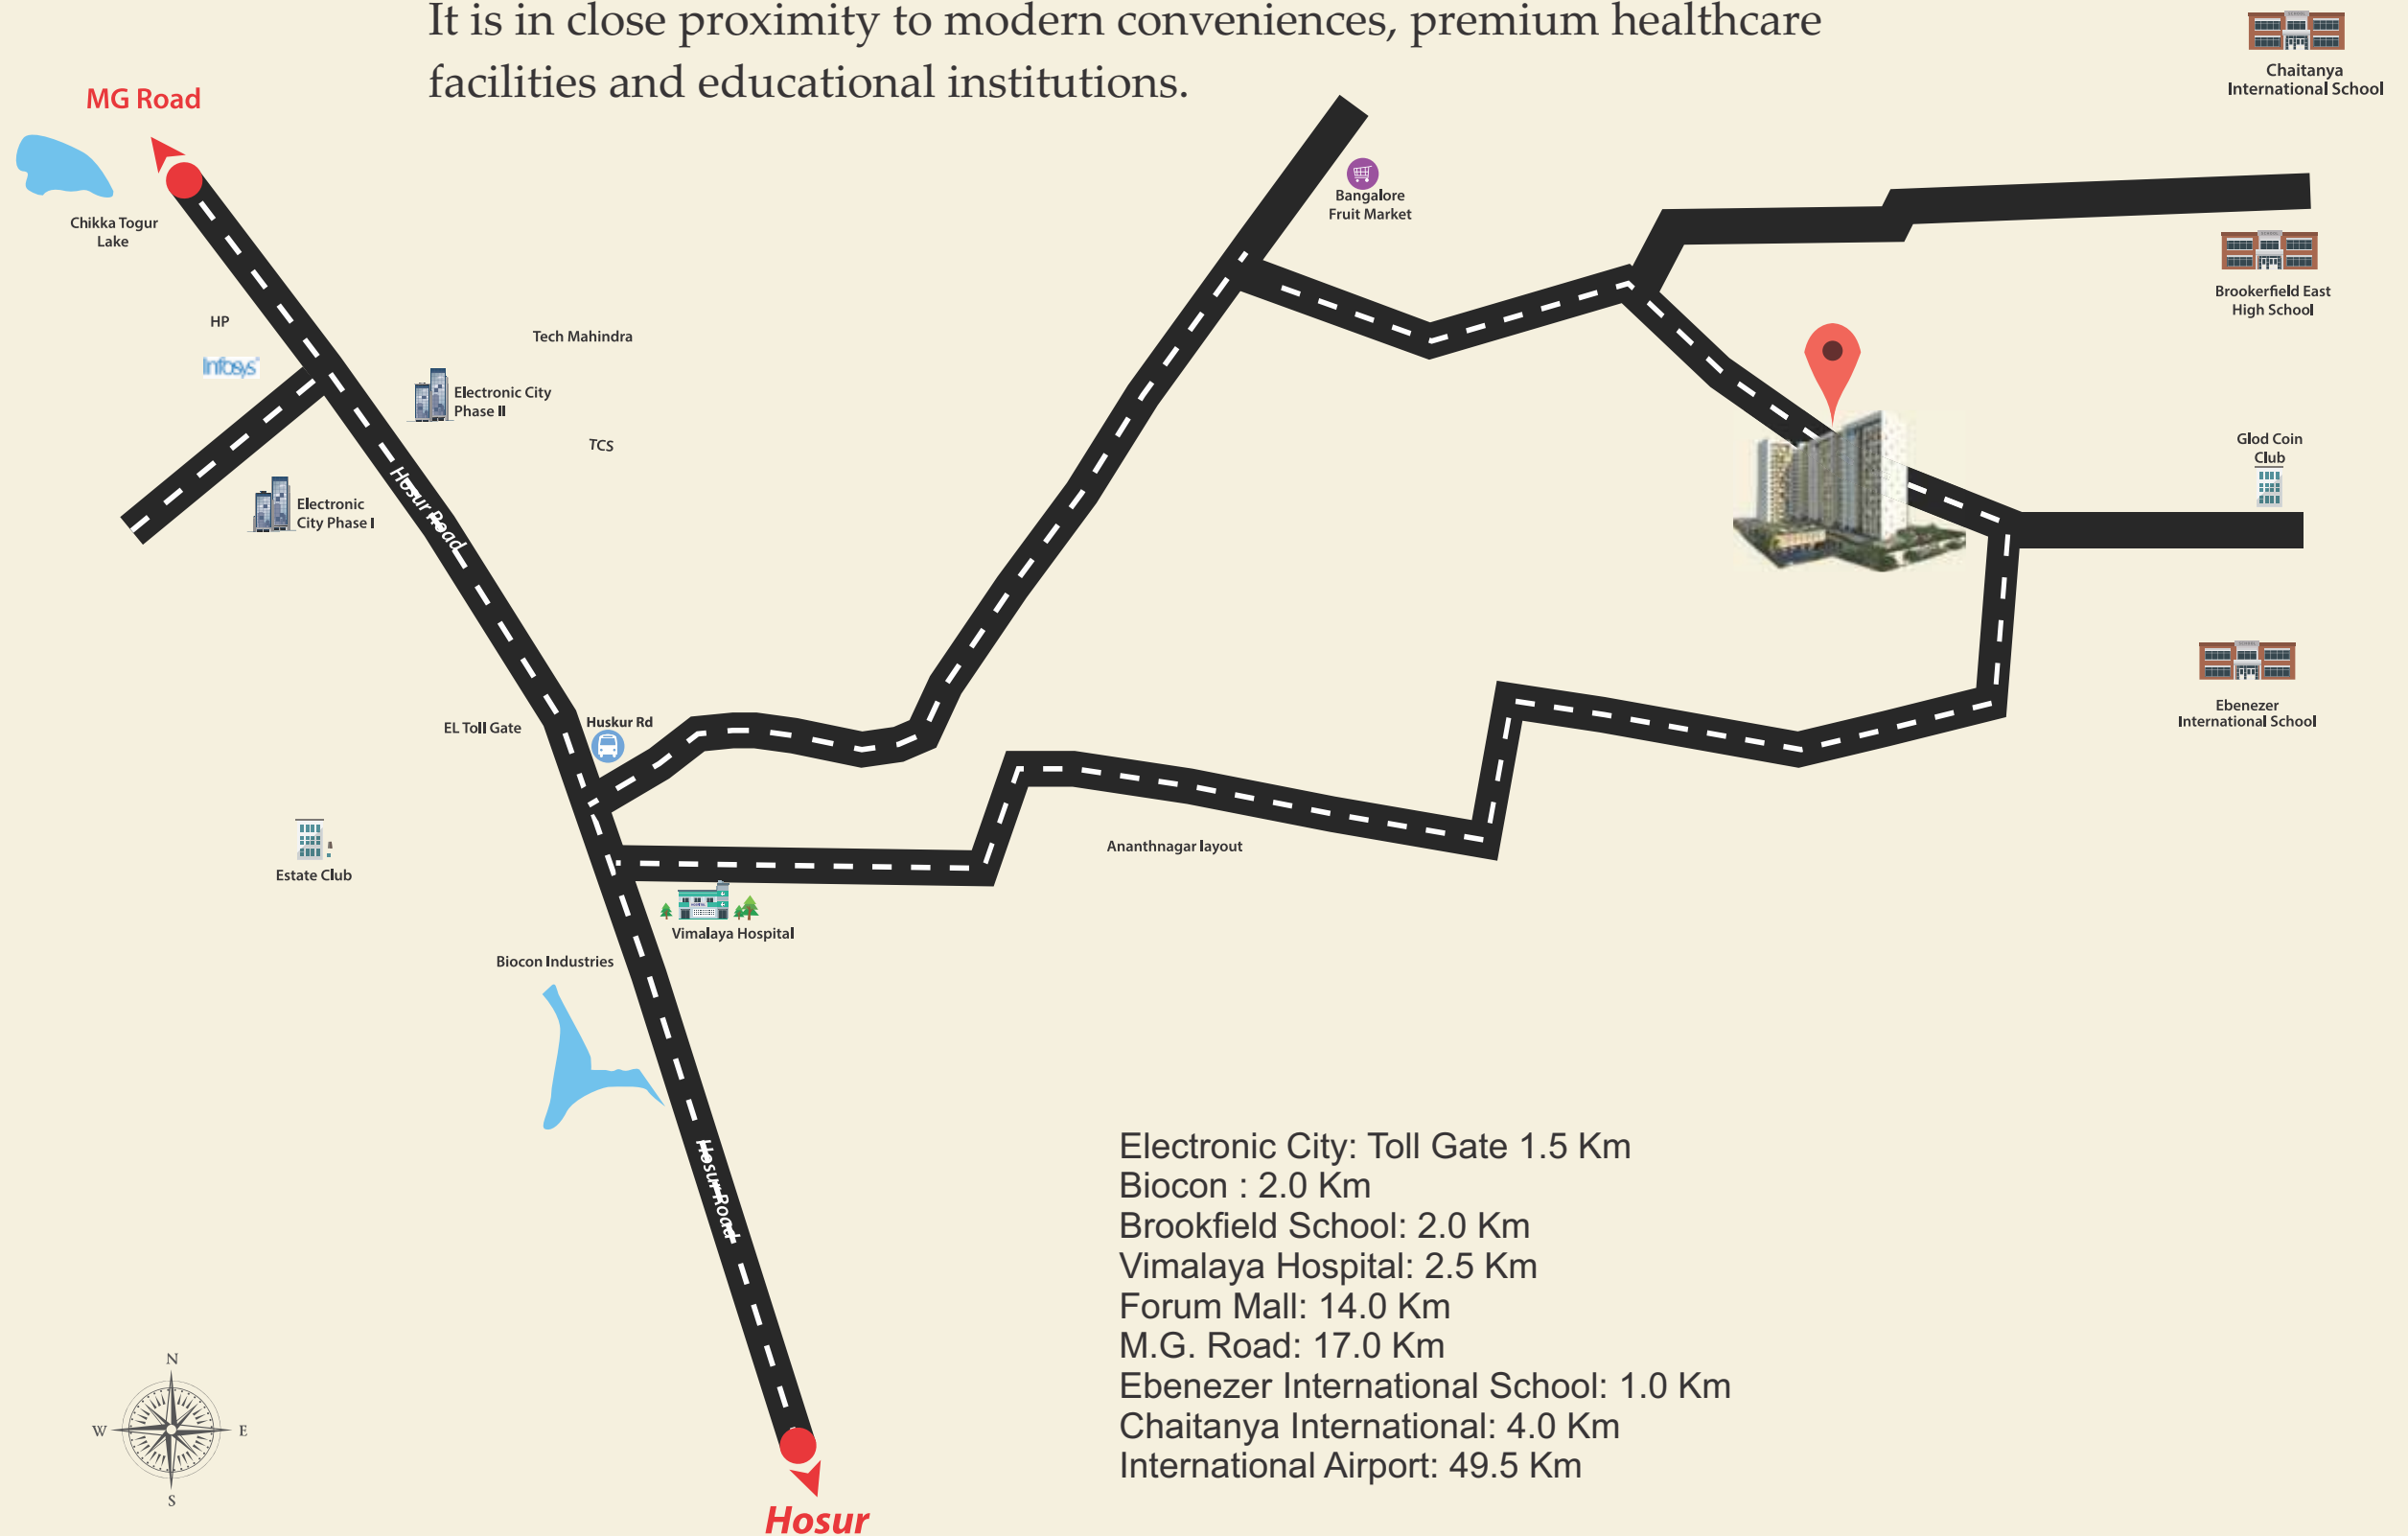 It is in close proximity to modern conveniences, premium healthcare
facilities and educational institutions.
Chaitanya
International School
MG Road
Chikka Togur
Lake
Bangalore
Fruit Market
Brookerfield East
High School
HP
Tech Mahindra
Infosys
Electronic City
Phase II
TCS
Glod Coin
Club
Electronic
City Phase I
Hosur Road
Ebenezer
International School
EL Toll Gate
Huskur Rd
Ananthnagar layout
Estate Club
HOSPITAL
Vimalaya Hospital
Biocon Industries
Hosur Road
Electronic City: Toll Gate 1.5 Km
Biocon : 2.0 Km
Brookfield School: 2.0 Km
Vimalaya Hospital: 2.5 Km
Forum Mall: 14.0 Km
M.G. Road: 17.0 Km
Ebenezer International School: 1.0 Km
Chaitanya International: 4.0 Km
International Airport: 49.5 Km
N
W
E
S
Hosur